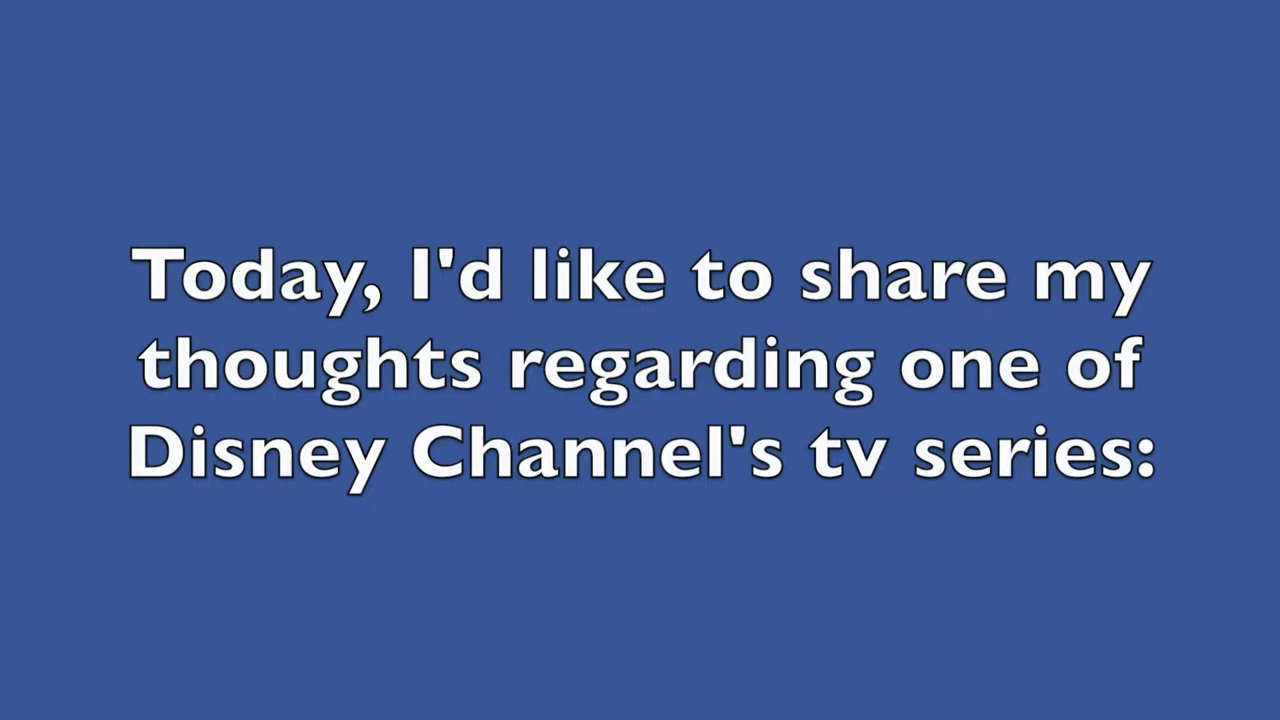 Today, I'd like to share my
thoughts regarding one of
Disney Channel's tv series: